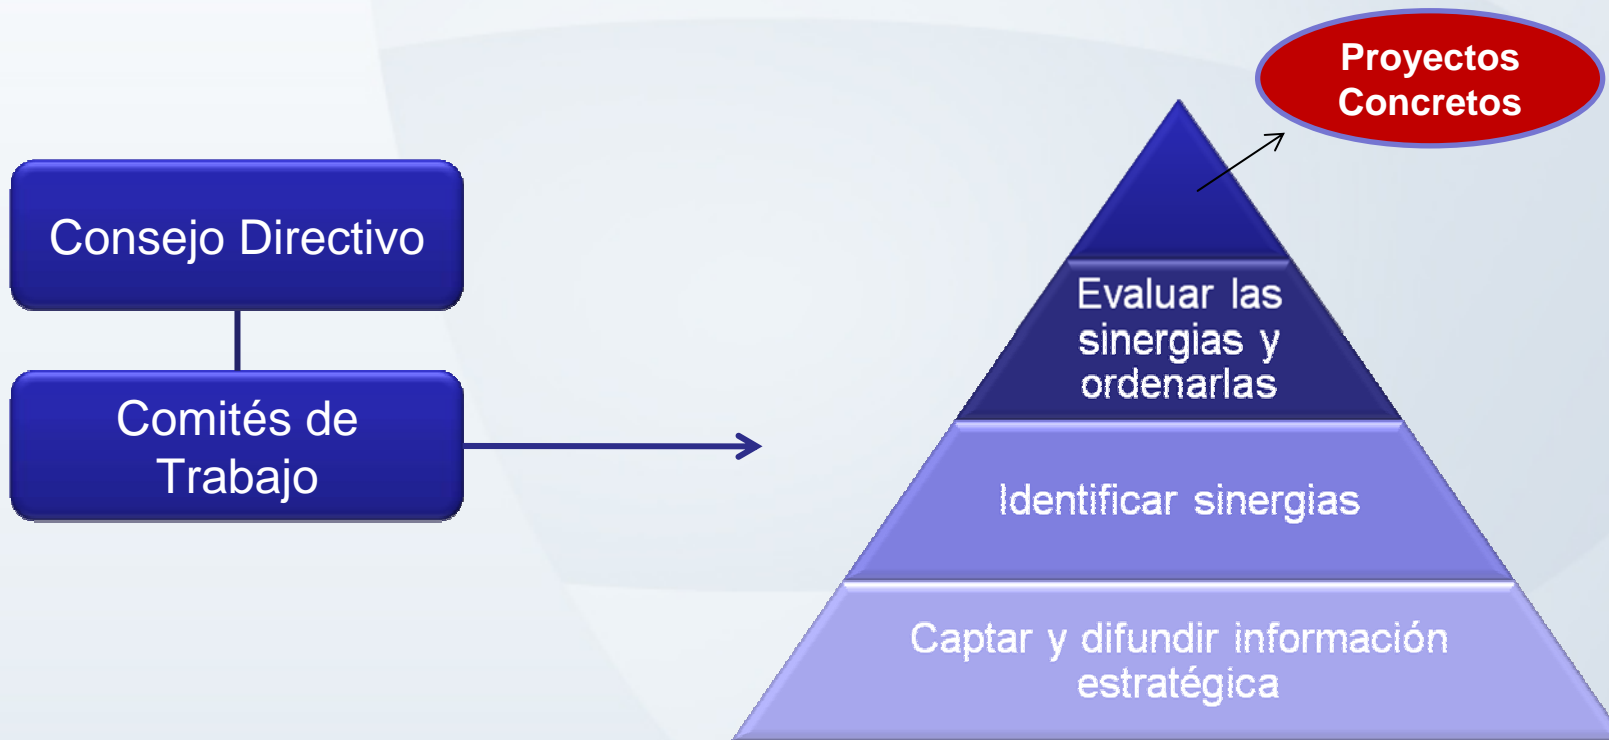 Proyectos
Concretos
Consejo Directivo
Comités de
Trabajo
Evaluar las
sinergias y
ordenarlas
Identificar sinergias
Captar y difundir información
estratégica